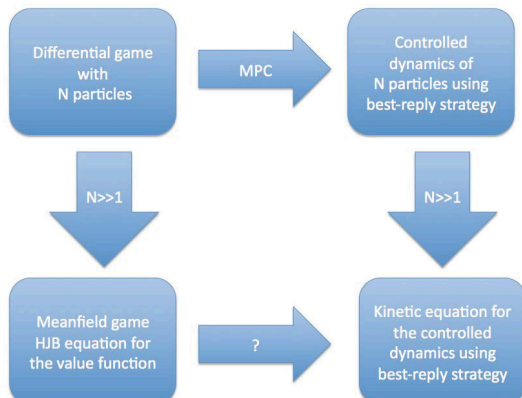 Differential game
with
N particles
MPC
Controlled
dynamics of
N particles using
best-reply strategy
N>>1
N>>1
Meanfield game
HJB equation for
the value function
?
Kinetic equation for
the controlled
dynamics using
best-reply strategy